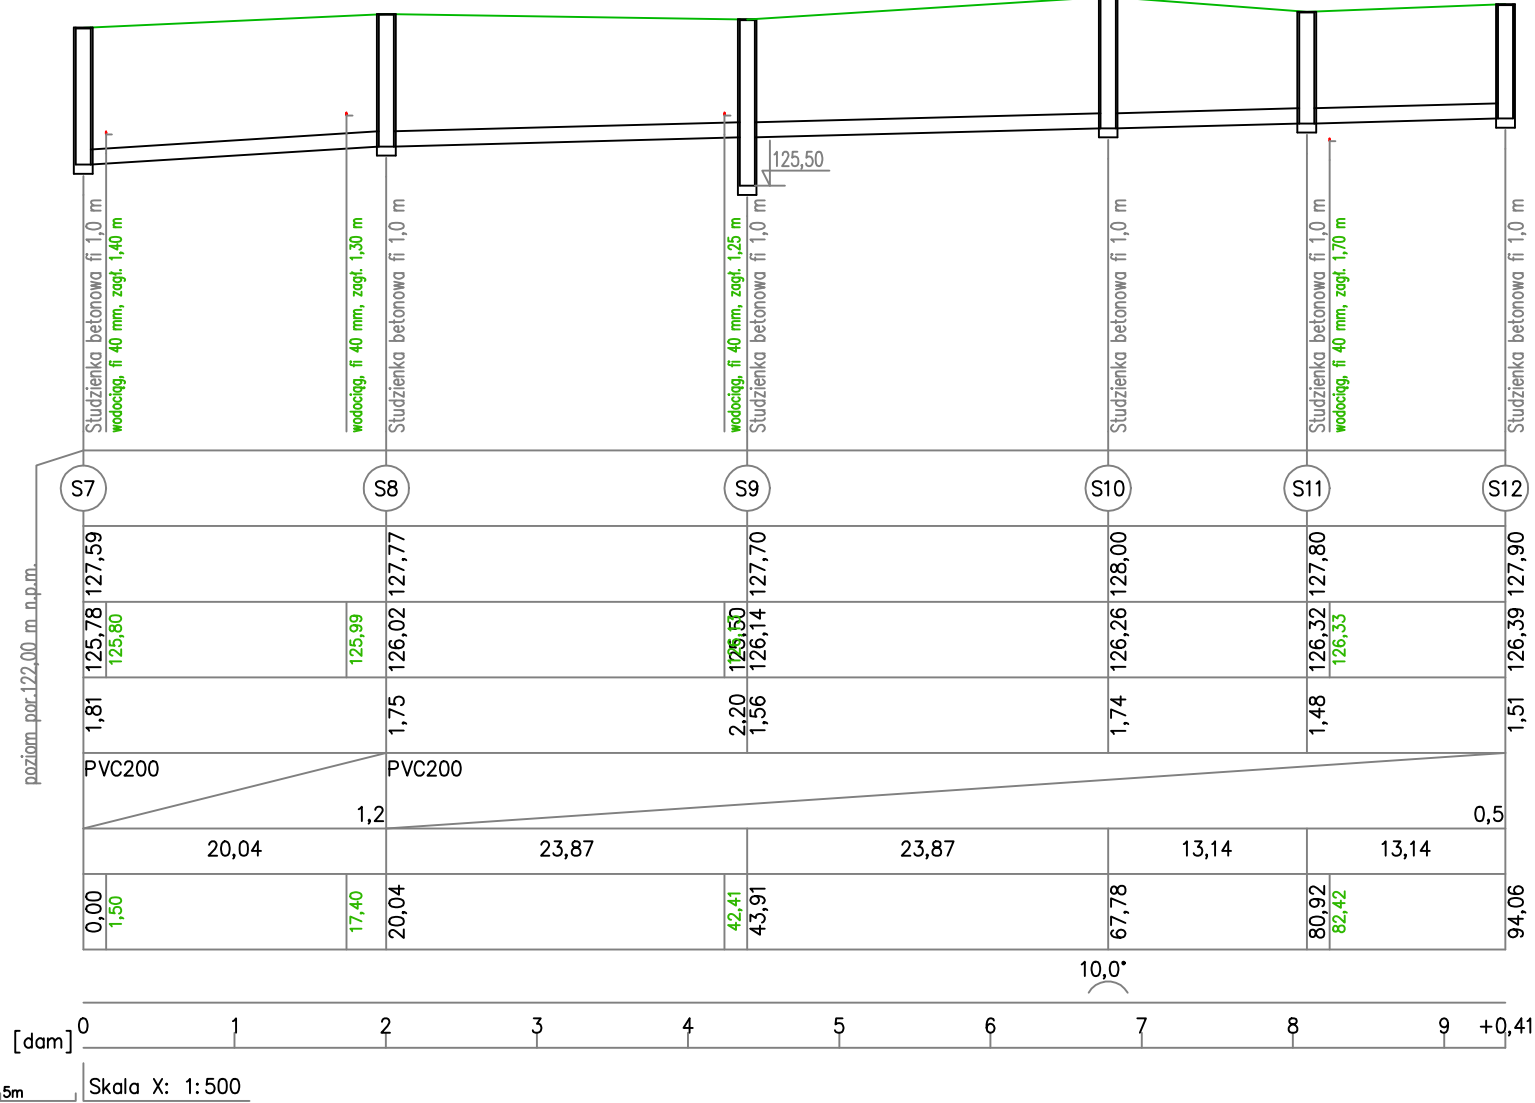 125,50
Studzienka betonowa fi 1,0 m
wodociąg, fi 40 mm, zagł. 1,40 m
wodociąg, fi 40 mm, zagł. 1,30 m
Studzienka betonowa fi 1,0 m
wodociąg, fi 40 mm, zagł. 1,25 m
Studzienka betonowa fi 1,0 m
Studzienka betonowa fi 1,0 m
Studzienka betonowa fi 1,0 m
wodociąg, fi 40 mm, zagł. 1,70 m
Studzienka betonowa fi 1,0 m
poziom por.122,00 m n.p.m.
S7 S8 S9 S10 S11 S12
127,59 127,77 127,70 128,00 127,80 127,90
125,78 125,80 125,99 126,02 125,50 126,14 126,26 126,32 126,33 126,39
1,81 1,75 2,20 1,56 1,74 1,48 1,51
PVC200 PVC200
1,2 0,5
20,04 23,87 23,87 13,14 13,14
0,00 1,50 17,40 20,04 42,41 43,91 67,78 80,92 82,42 94,06
10,0°
[dam] 0 1 2 3 4 5 6 7 8 9 +0,41
5m
Skala X: 1:500